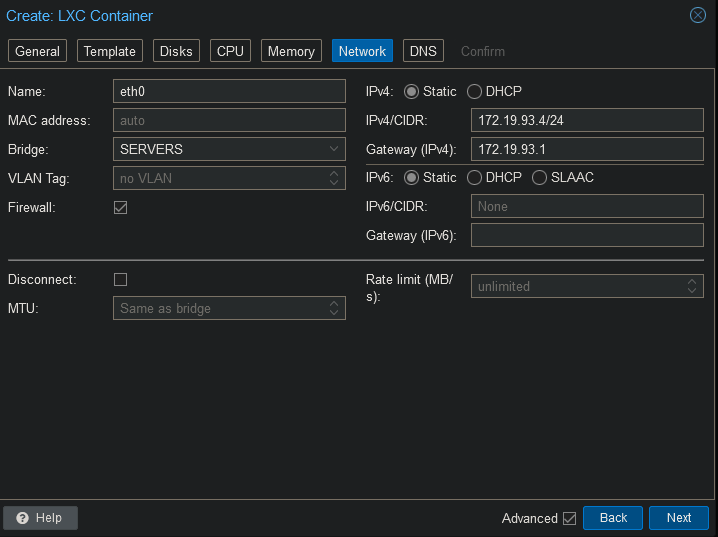 Create: LXC Container
General Template Disks CPU Memory Network DNS Confirm
Name: eth0
MAC address: auto
Bridge: SERVERS
VLAN Tag: no VLAN
Firewall:
IPv4: Static DHCP
IPv4/CIDR: 172.19.93.4/24
Gateway (IPv4): 172.19.93.1
IPv6: Static DHCP SLAAC
IPv6/CIDR: None
Gateway (IPv6):
Disconnect:
MTU: Same as bridge
Rate limit (MB/
s): unlimited
? Help
Advanced Back Next